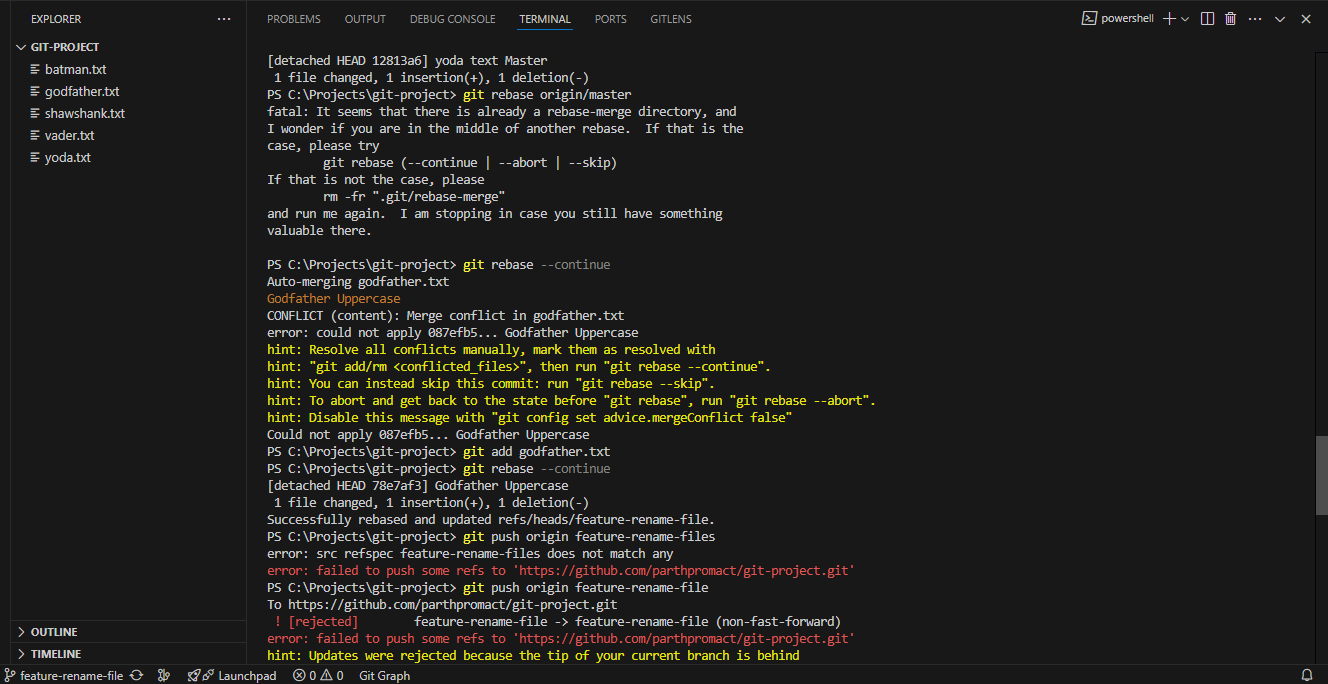 EXPLORER
GIT-PROJECT
batman.txt
godfather.txt
shawshank.txt
vader.txt
yoda.txt
OUTLINE
TIMELINE
PROBLEMS OUTPUT DEBUG CONSOLE TERMINAL PORTS GITLENS
powershell
[detached HEAD 12813a6] yoda text Master
 1 file changed, 1 insertion(+), 1 deletion(-)
PS C:\Projects\git-project> git rebase origin/master
fatal: It seems that there is already a rebase-merge directory, and
I wonder if you are in the middle of another rebase.  If that is the
case, please try
        git rebase (--continue | --abort | --skip)
If that is not the case, please
        rm -fr ".git/rebase-merge"
and run me again.  I am stopping in case you still have something
valuable there.
PS C:\Projects\git-project> git rebase --continue
Auto-merging godfather.txt
Godfather Uppercase
CONFLICT (content): Merge conflict in godfather.txt
error: could not apply 087efb5... Godfather Uppercase
hint: Resolve all conflicts manually, mark them as resolved with
hint: "git add/rm <conflicted_files>", then run "git rebase --continue".
hint: You can instead skip this commit: run "git rebase --skip".
hint: To abort and get back to the state before "git rebase", run "git rebase --abort".
hint: Disable this message with "git config set advice.mergeConflict false"
Could not apply 087efb5... Godfather Uppercase
PS C:\Projects\git-project> git add godfather.txt
PS C:\Projects\git-project> git rebase --continue
[detached HEAD 78e7af3] Godfather Uppercase
 1 file changed, 1 insertion(+), 1 deletion(-)
Successfully rebased and updated refs/heads/feature-rename-file.
PS C:\Projects\git-project> git push origin feature-rename-files
error: src refspec feature-rename-files does not match any
error: failed to push some refs to 'https://github.com/parthpromact/git-project.git'
PS C:\Projects\git-project> git push origin feature-rename-file
To https://github.com/parthpromact/git-project.git
 ! [rejected]        feature-rename-file -> feature-rename-file (non-fast-forward)
error: failed to push some refs to 'https://github.com/parthpromact/git-project.git'
hint: Updates were rejected because the tip of your current branch is behind
feature-rename-file Launchpad 0 0 Git Graph